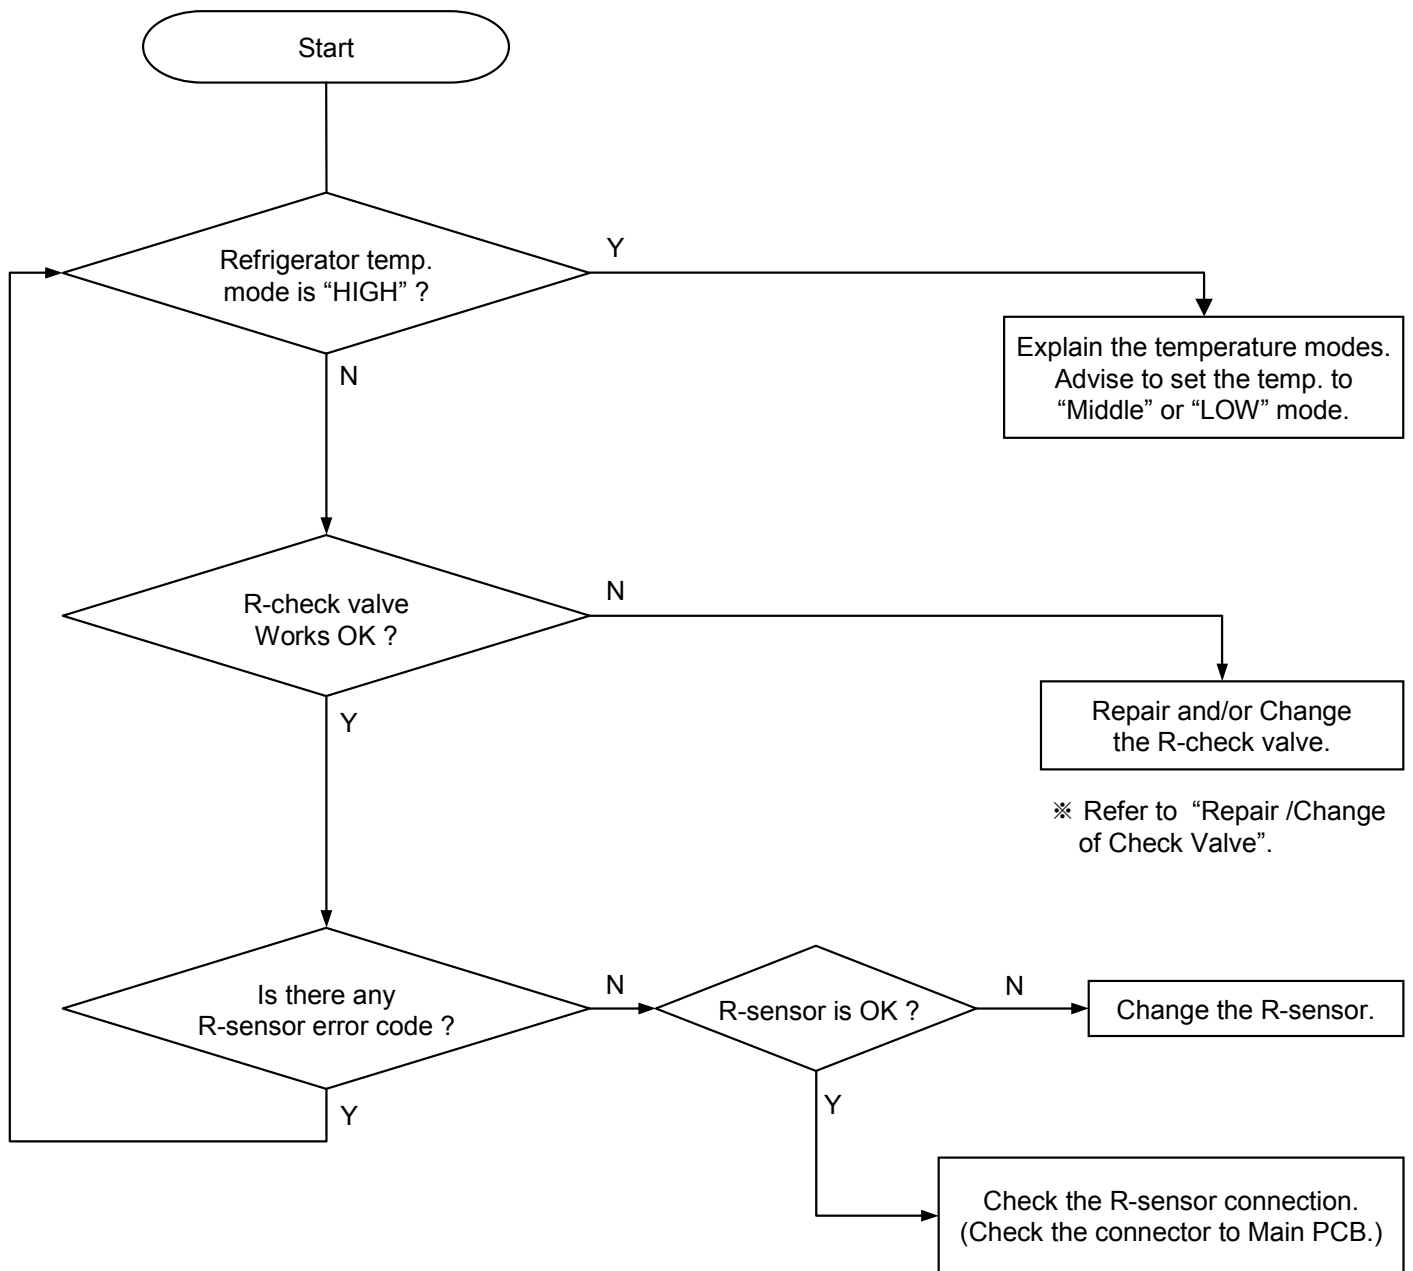 Start
Refrigerator temp.
mode is “HIGH” ?
Y
N
Explain the temperature modes.
Advise to set the temp. to
“Middle” or “LOW” mode.
R-check valve
Works OK ?
N
Y
Repair and/or Change
the R-check valve.
※ Refer to “Repair /Change
of Check Valve”.
Is there any
R-sensor error code ?
N
Y
R-sensor is OK ?
N
Y
Change the R-sensor.
Check the R-sensor connection.
(Check the connector to Main PCB.)